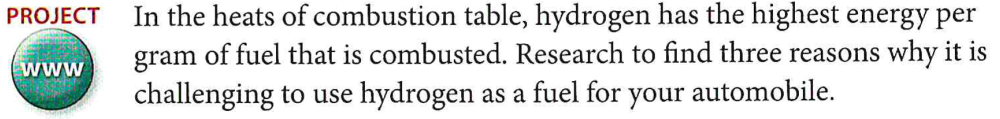 PROJECT
www
In the heats of combustion table, hydrogen has the highest energy per
gram of fuel that is combusted. Research to find three reasons why it is
challenging to use hydrogen as a fuel for your automobile.